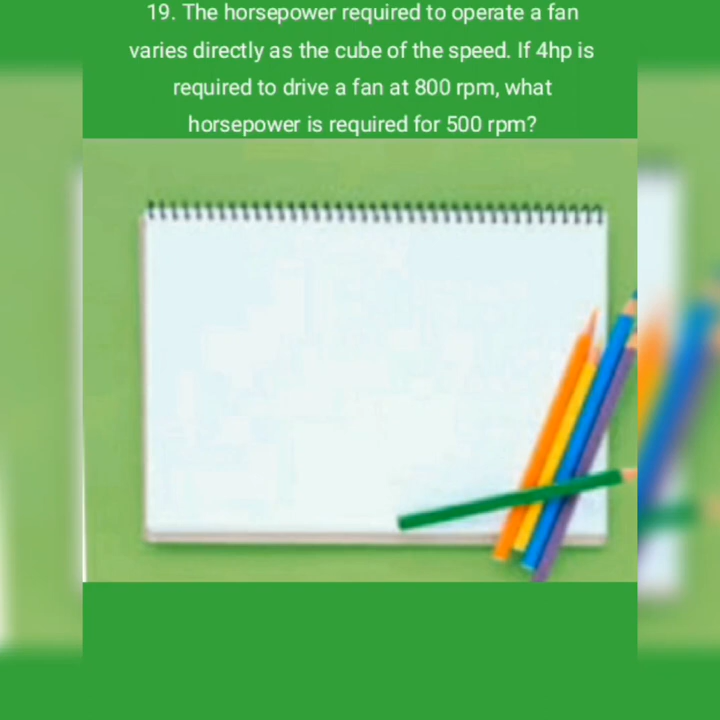 19. The horsepower required to operate a fan
varies directly as the cube of the speed. If 4hp is
required to drive a fan at 800 rpm, what
horsepower is required for 500 rpm?